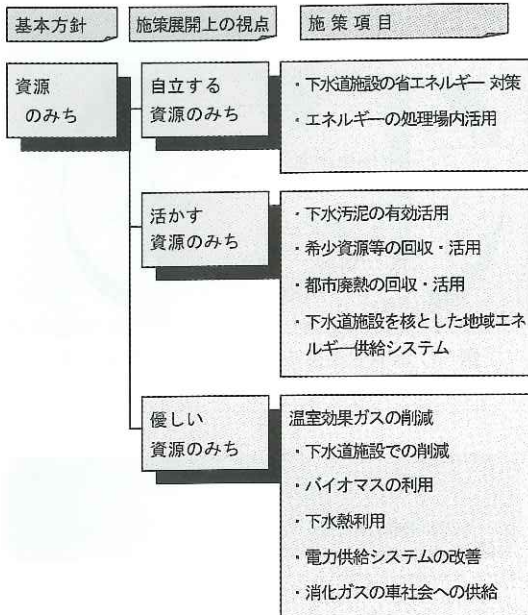 基本方針
施策展開上の視点
施策項目
資源
のみち
自立する
資源のみち
・下水道施設の省エネルギー対策
・エネルギーの処理場内活用
活かす
資源のみち
・下水汚泥の有効活用
・希少資源等の回収・活用
・都市廃熱の回収・活用
・下水道施設を核とした地域エネ
ルギー供給システム
優しい
資源のみち
温室効果ガスの削減
・下水道施設での削減
・バイオマスの利用
・下水熱利用
・電力供給システムの改善
・消化ガスの車社会への供給